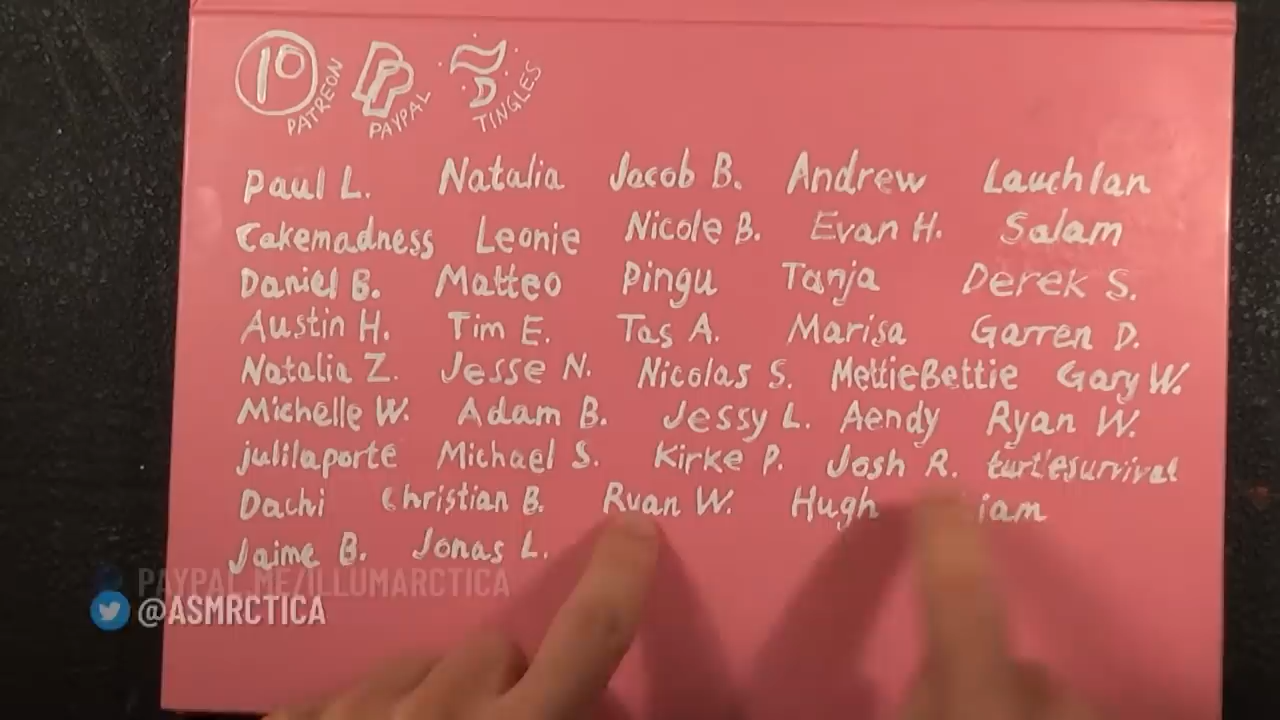 PATREON PAYPAL TINGLES
Paul L. Natalia Jacob B. Andrew Lauchlan
Cakemadness Leonie Nicole B. Evan H. Salam
Daniel B. Matteo Pingu Tanja Derek S.
Austin H. Tim E. Tas A. Marisa Garren D.
Natalia Z. Jesse N. Nicolas S. MettieBettie Gary W.
Michelle W. Adam B. Jessy L. Aendy Ryan W.
julilaporte Michael S. Kirke P. Josh R. turtlesurvival
Dachi Christian B. Ryan W. Hugh
Jaime B. Jonas L.
PAYPAL.ME/ILLUMARCTICA
@ASMRCTICA